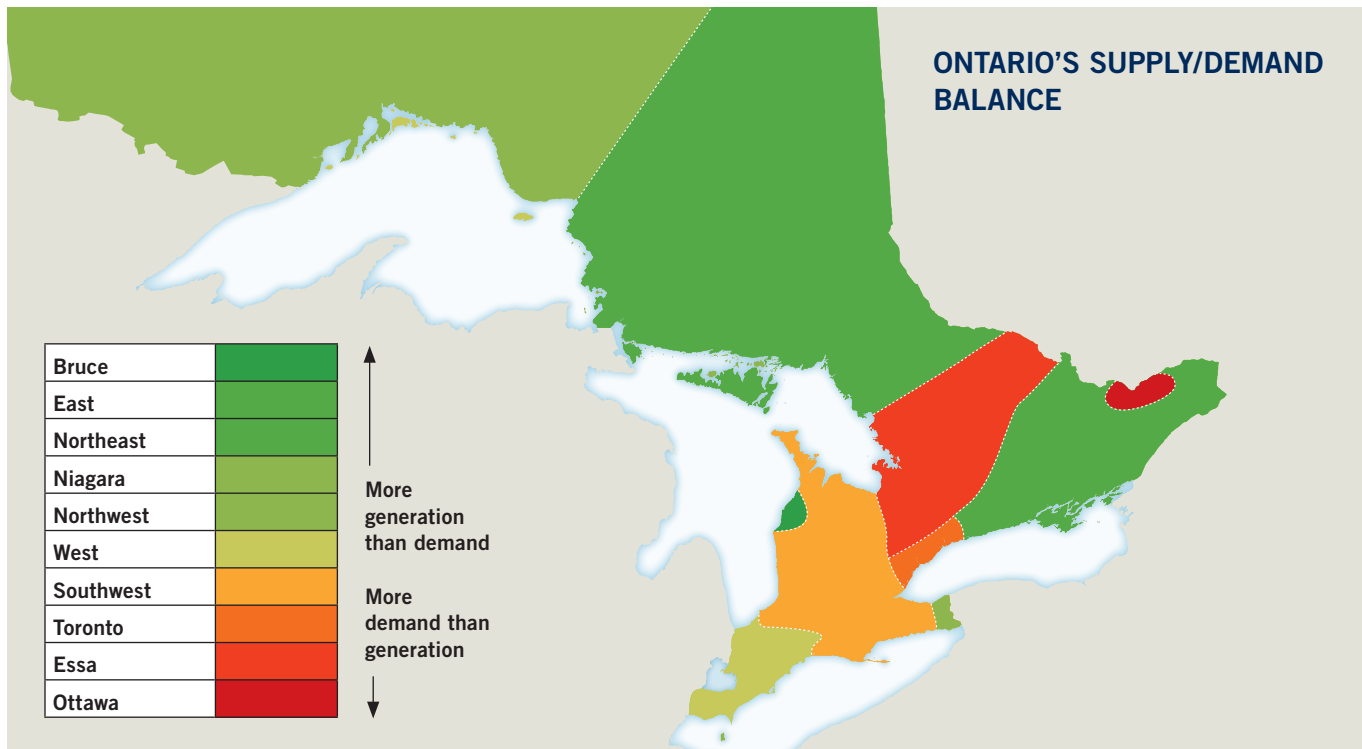 ONTARIO'S SUPPLY/DEMAND
BALANCE
Bruce
East
Northeast
Niagara
Northwest
West
Southwest
Toronto
Essa
Ottawa
More
generation
than demand
More
demand than
generation